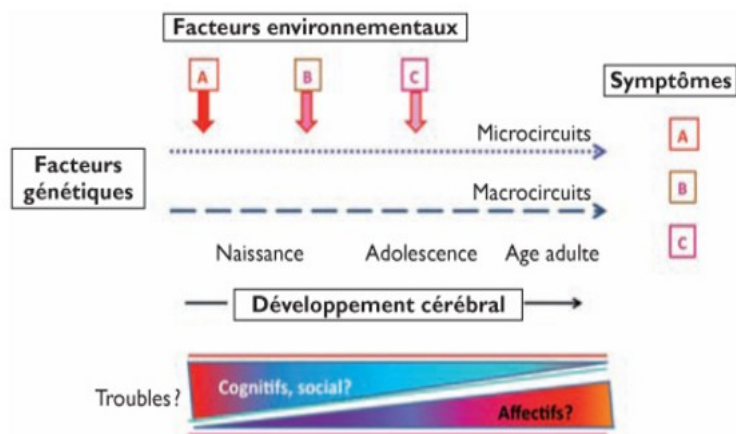 Facteurs environnementaux
A
B
C
Symptômes
Microcircuits
A
Facteurs
génétiques
B
Macrocircuits
C
Naissance
Adolescence
Age adulte
Développement cérébral
Troubles?
Cognitifs, social?
Affectifs?